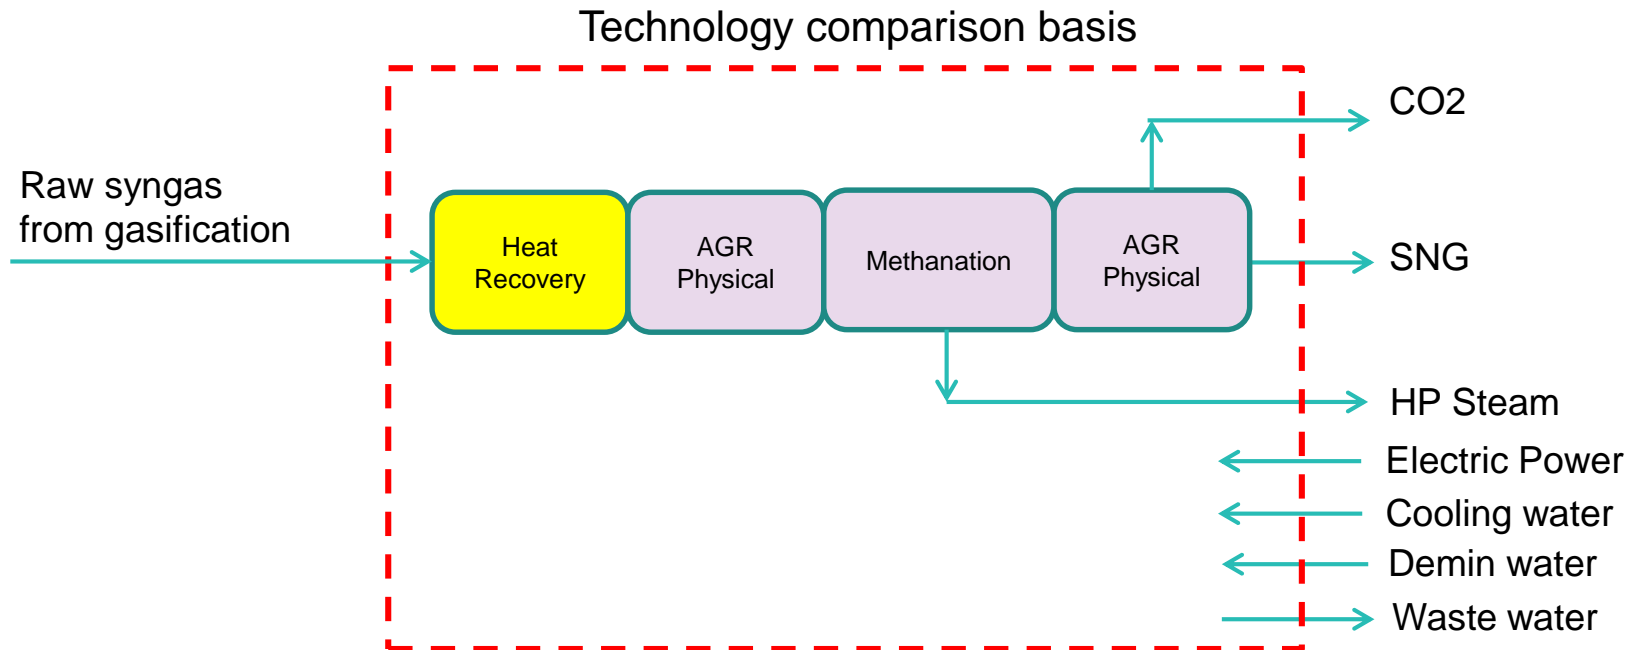 Technology comparison basis
CO2
Raw syngas
from gasification
Heat
Recovery
AGR
Physical
Methanation
AGR
Physical
SNG
HP Steam
Electric Power
Cooling water
Demin water
Waste water